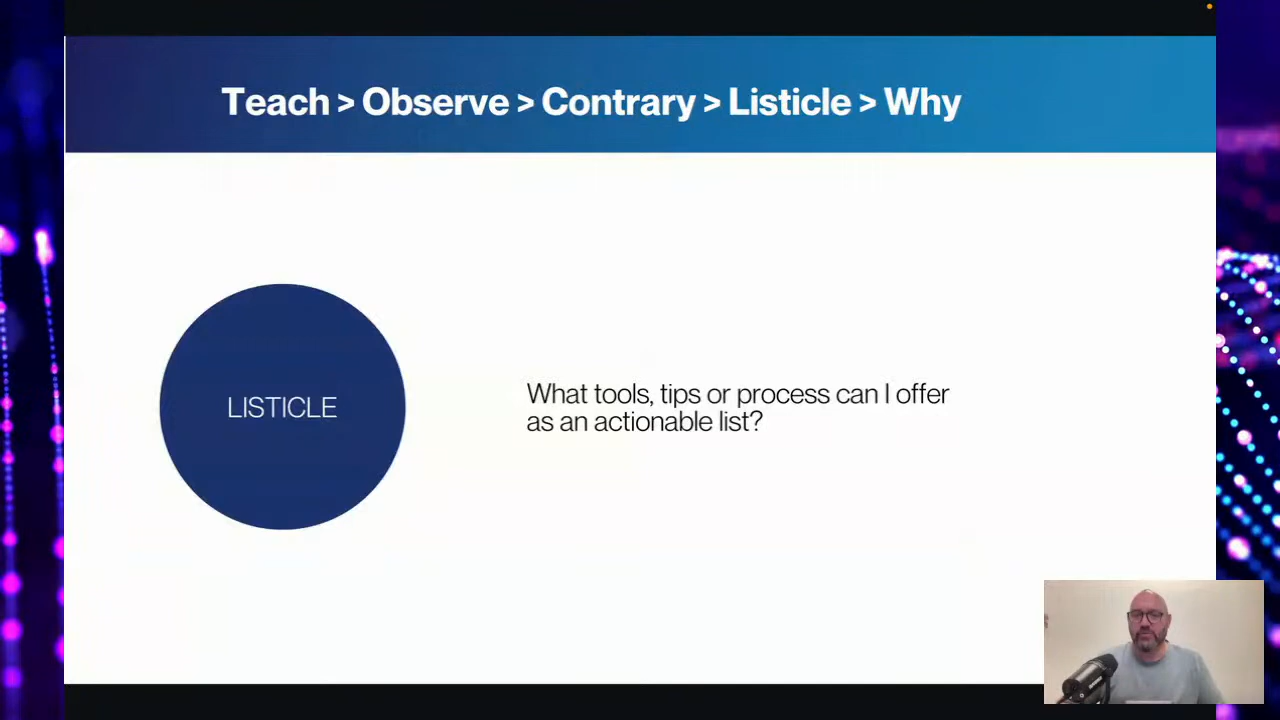 Teach > Observe > Contrary > Listicle > Why
LISTICLE
What tools, tips or process can I offer
as an actionable list?